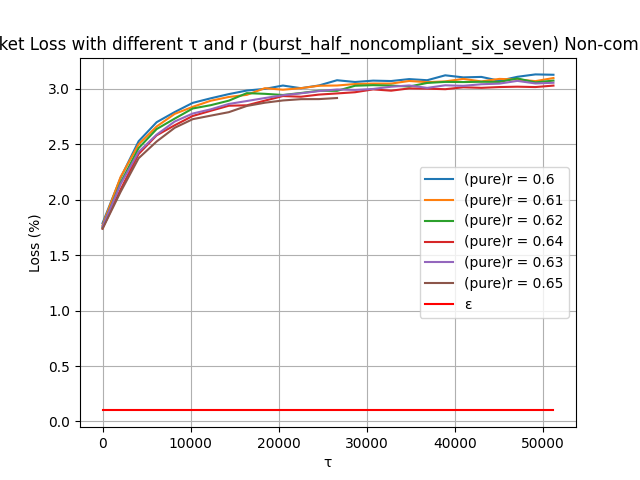 ket Loss with different τ and r (burst_half_noncompliant_six_seven) Non-com
3.0
2.5
2.0
1.5
1.0
0.5
0.0
Loss (%)
(pure)r = 0.6
(pure)r = 0.61
(pure)r = 0.62
(pure)r = 0.64
(pure)r = 0.63
(pure)r = 0.65
ε
0 10000 20000 30000 40000 50000
τ